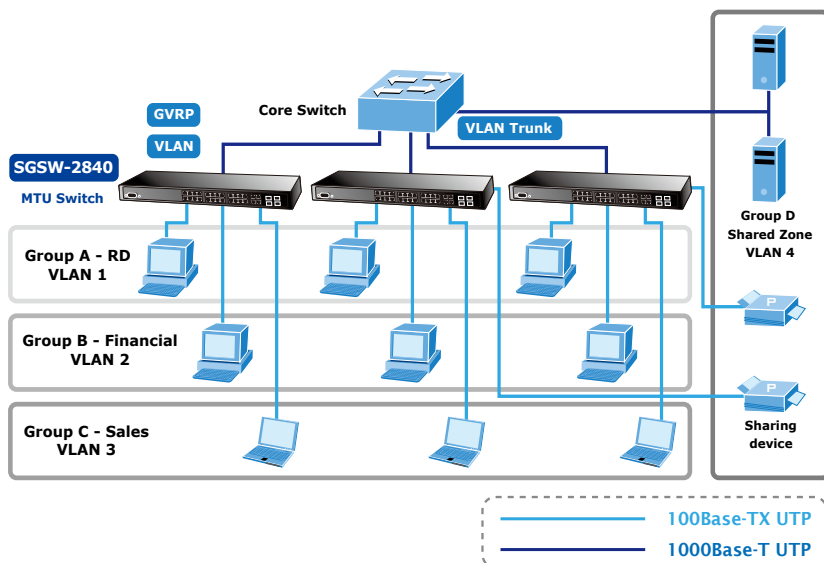 Core Switch
GVRP
VLAN
VLAN Trunk
SGSW-2840
MTU Switch
Group D
Shared Zone
VLAN 4
Group A - RD
VLAN 1
Group B - Financial
VLAN 2
Group C - Sales
VLAN 3
P
P
Sharing
device
100Base-TX UTP
1000Base-T UTP